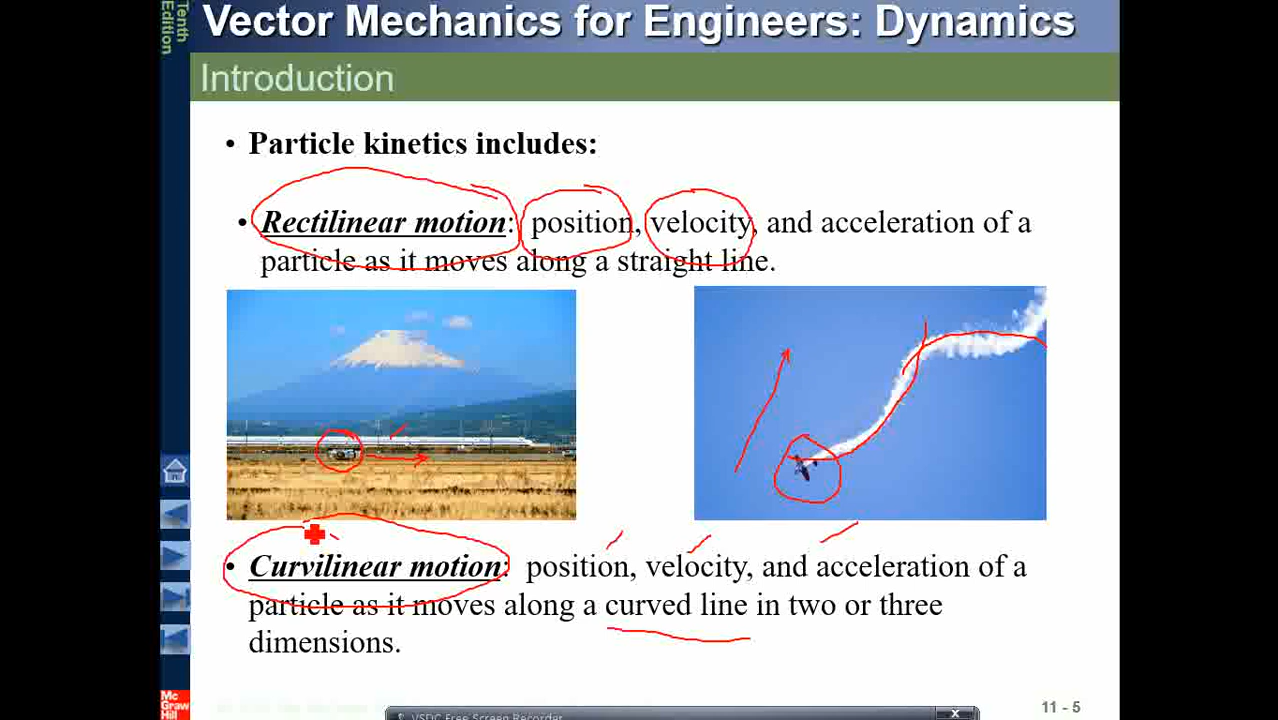 Tenth
Edition
Vector Mechanics for Engineers: Dynamics
Introduction
• Particle kinetics includes:
• Rectilinear motion: position, velocity, and acceleration of a
particle as it moves along a straight line.
• Curvilinear motion: position, velocity, and acceleration of a
particle as it moves along a curved line in two or three
dimensions.
Mc
Graw
Hill
11 - 5
VSDC Free Screen Recorder